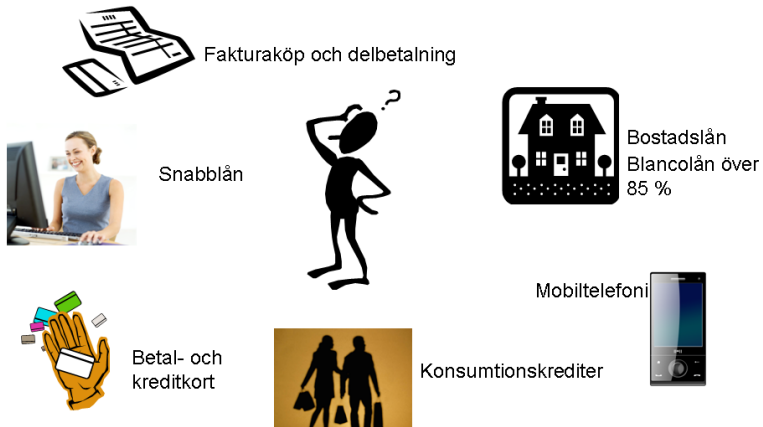 Fakturaköp och delbetalning
Snabblån
Bostadslån
Blancolån över
85 %
Mobiltelefoni
Betal- och
kreditkort
Konsumtionskrediter
?